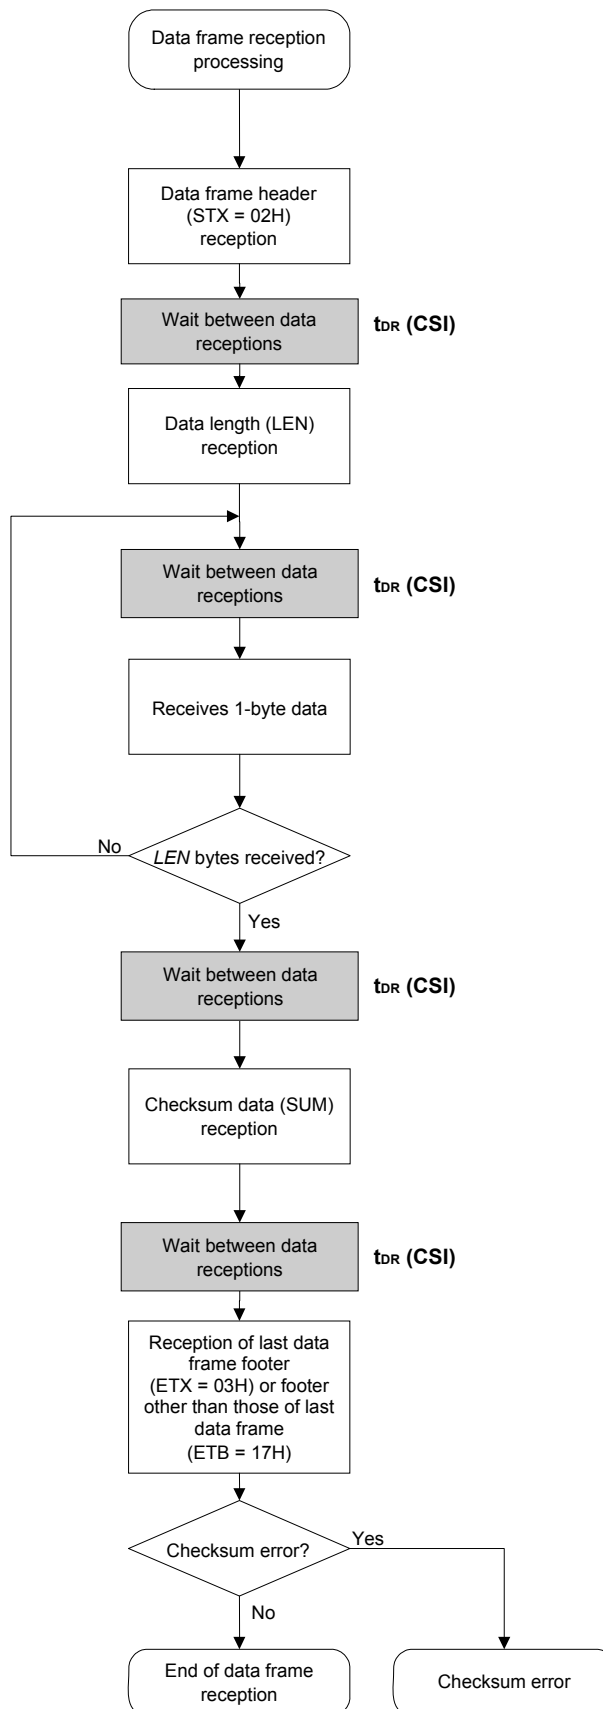 Data frame reception
processing
Data frame header
(STX = 02H)
reception
Wait between data
receptions
tDR (CSI)
Data length (LEN)
reception
Wait between data
receptions
tDR (CSI)
Receives 1-byte data
No
LEN bytes received?
Yes
Wait between data
receptions
tDR (CSI)
Checksum data (SUM)
reception
Wait between data
receptions
tDR (CSI)
Reception of last data
frame footer
(ETX = 03H) or footer
other than those of last
data frame
(ETB = 17H)
Checksum error?
Yes
No
End of data frame
reception
Checksum error